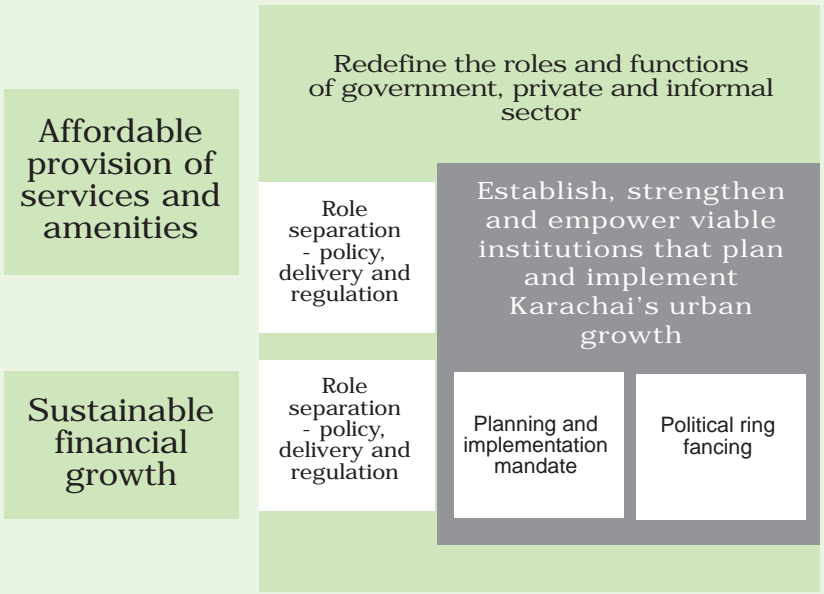 Redefine the roles and functions
of government, private and informal
sector
Affordable
provision of
services and
amenities
Role
separation
- policy,
delivery and
regulation
Establish, strengthen
and empower viable
institutions that plan
and implement
Karachai's urban
growth
Sustainable
financial
growth
Role
separation
- policy,
delivery and
regulation
Planning and
implementation
mandate
Political ring
fancing